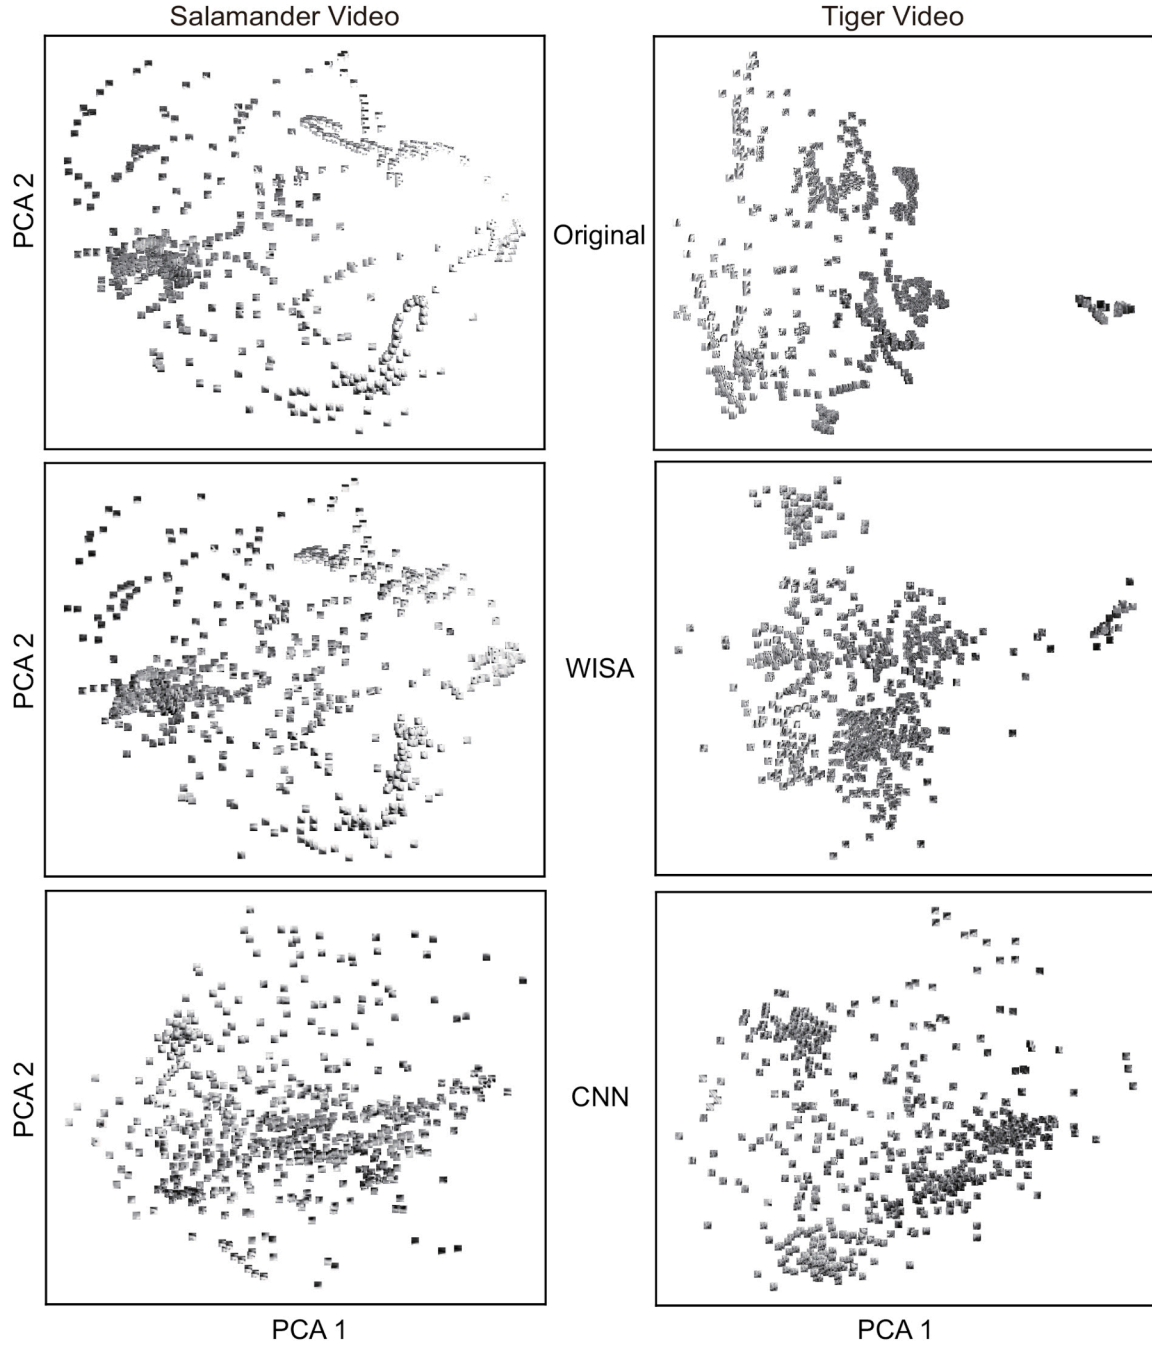 Salamander Video
Tiger Video
PCA 2
Original
PCA 2
WISA
PCA 2
CNN
PCA 1
PCA 1